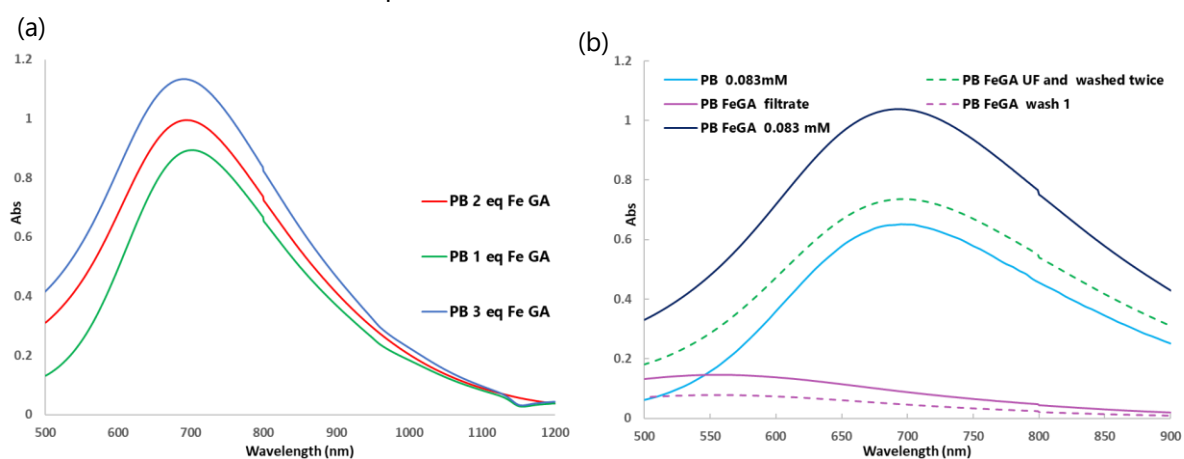 (a)
1.2
1
0.8
0.6
0.4
0.2
0
Abs
500 600 700 800 900 1000 1100 1200
Wavelength (nm)
PB 2 eq Fe GA
PB 1 eq Fe GA
PB 3 eq Fe GA
(b)
1.2
1
0.8
0.6
0.4
0.2
0
Abs
500 550 600 650 700 750 800 850 900
Wavelength (nm)
PB 0.083mM
PB FeGA UF and washed twice
PB FeGA filtrate
PB FeGA wash 1
PB FeGA 0.083 mM